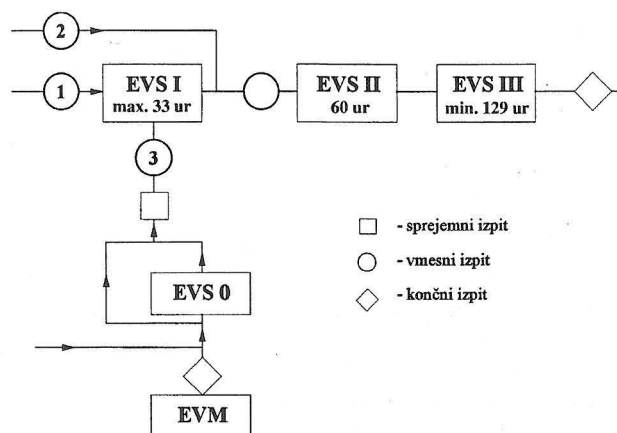 2
1
EVS I
max. 33 ur
EVS II
60 ur
EVS III
min. 129 ur
3
- sprejemni izpit
- vmesni izpit
- končni izpit
EVS 0
EVM